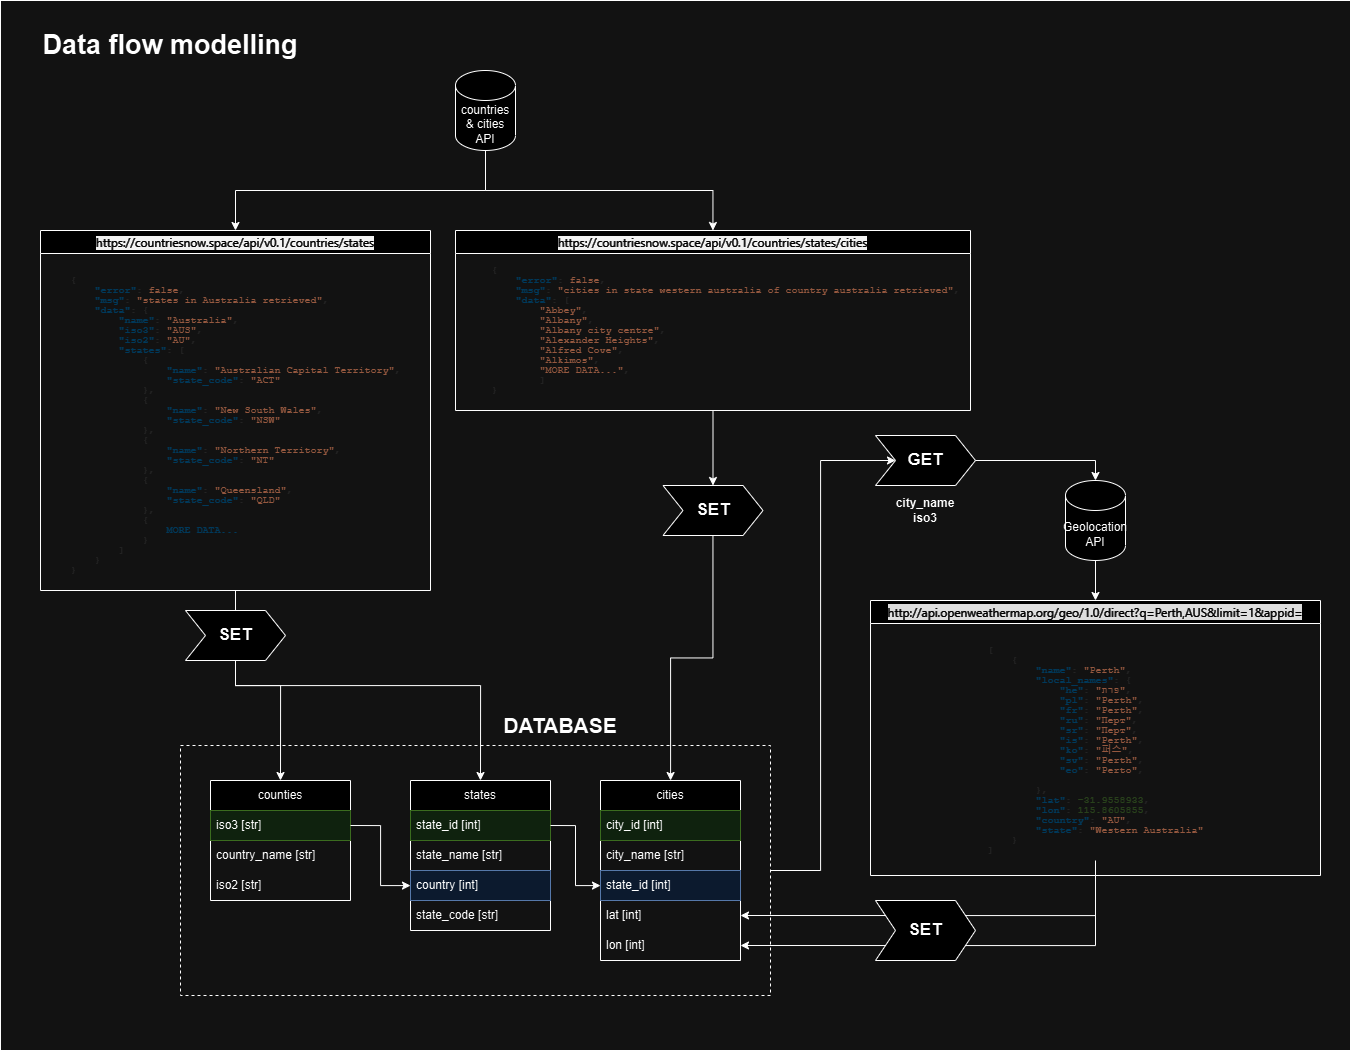 Data flow modelling
countries
& cities
API
https://countriesnow.space/api/v0.1/countries/states
{
"error": false,
"msg": "states in Australia retrieved",
"data": {
"name": "Australia",
"iso3": "AUS",
"iso2": "AU",
"states": [
{
"name": "Australian Capital Territory",
"state_code": "ACT"
},
{
"name": "New South Wales",
"state_code": "NSW"
},
{
"name": "Northern Territory",
"state_code": "NT"
},
{
"name": "Queensland",
"state_code": "QLD"
},
{
MORE DATA...
}
]
}
}
https://countriesnow.space/api/v0.1/countries/states/cities
{
"error": false,
"msg": "cities in state western australia of country australia retrieved",
"data": [
"Abbey",
"Albany",
"Albany city centre",
"Alexander Heights",
"Alfred Cove",
"Alkimos",
"MORE DATA...",
]
}
SET
SET
GET
city_name
iso3
Geolocation
API
http://api.openweathermap.org/geo/1.0/direct?q=Perth,AUS&limit=1&appid=
[
{
"name": "Perth",
"local_names": {
"he": "פרת",
"pl": "Perth",
"fr": "Perth",
"ru": "Перт",
"sr": "Перт",
"is": "Perth",
"ko": "퍼스",
"sw": "Perth",
"eo": "Perto",
},
"lat": -31.9558933,
"lon": 115.8605855,
"country": "AU",
"state": "Western Australia"
}
]
DATABASE
counties
iso3 [str]
country_name [str]
iso2 [str]
states
state_id [int]
state_name [str]
country [int]
state_code [str]
cities
city_id [int]
city_name [str]
state_id [int]
lat [int]
lon [int]
SET